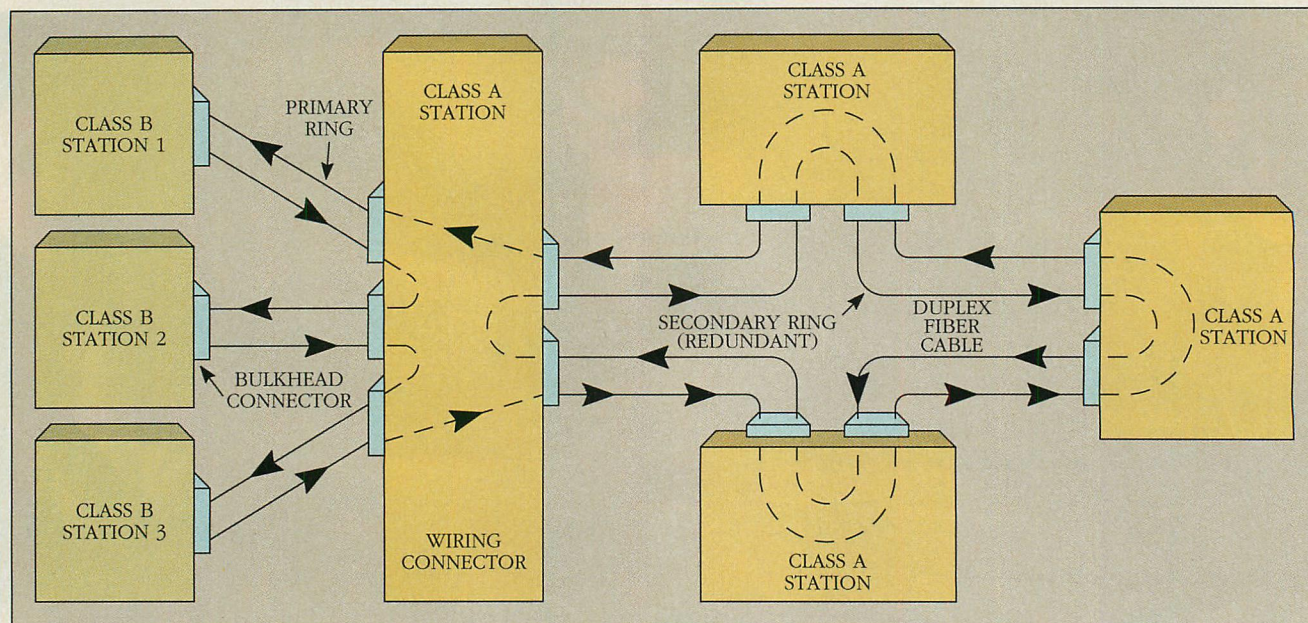 CLASS B
STATION 1
PRIMARY
RING
CLASS A
STATION
CLASS A
STATION
CLASS B
STATION 2
BULKHEAD
CONNECTOR
SECONDARY RING
(REDUNDANT)
DUPLEX
FIBER
CABLE
CLASS A
STATION
CLASS B
STATION 3
WIRING
CONNECTOR
CLASS A
STATION